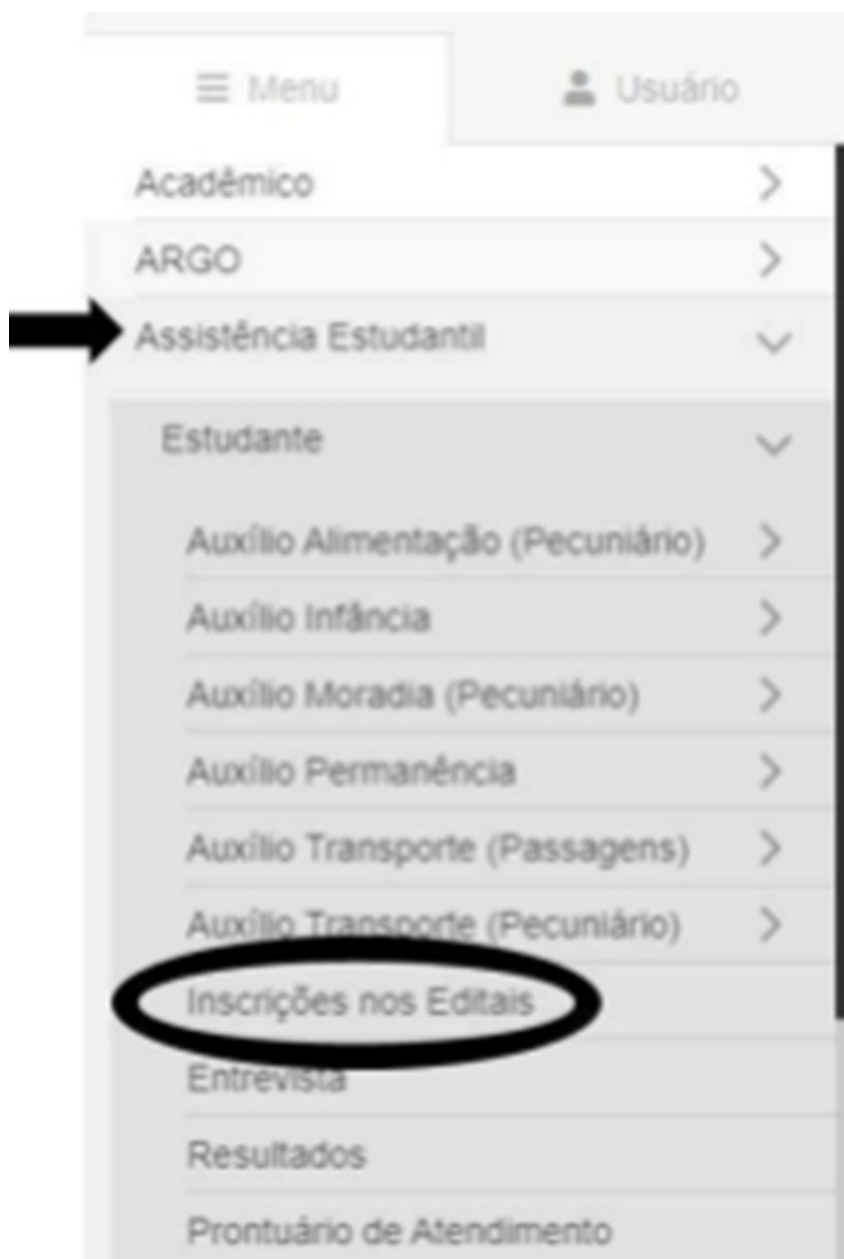 Menu
Usuário
Acadêmico
ARGO
Assistência Estudantil
Estudante
Auxílio Alimentação (Pecuniário)
Auxílio Infância
Auxílio Moradia (Pecuniário)
Auxílio Permanência
Auxílio Transporte (Passagens)
Auxílio Transporte (Pecuniário)
Inscrições nos Editais
Entrevista
Resultados
Prontuário de Atendimento